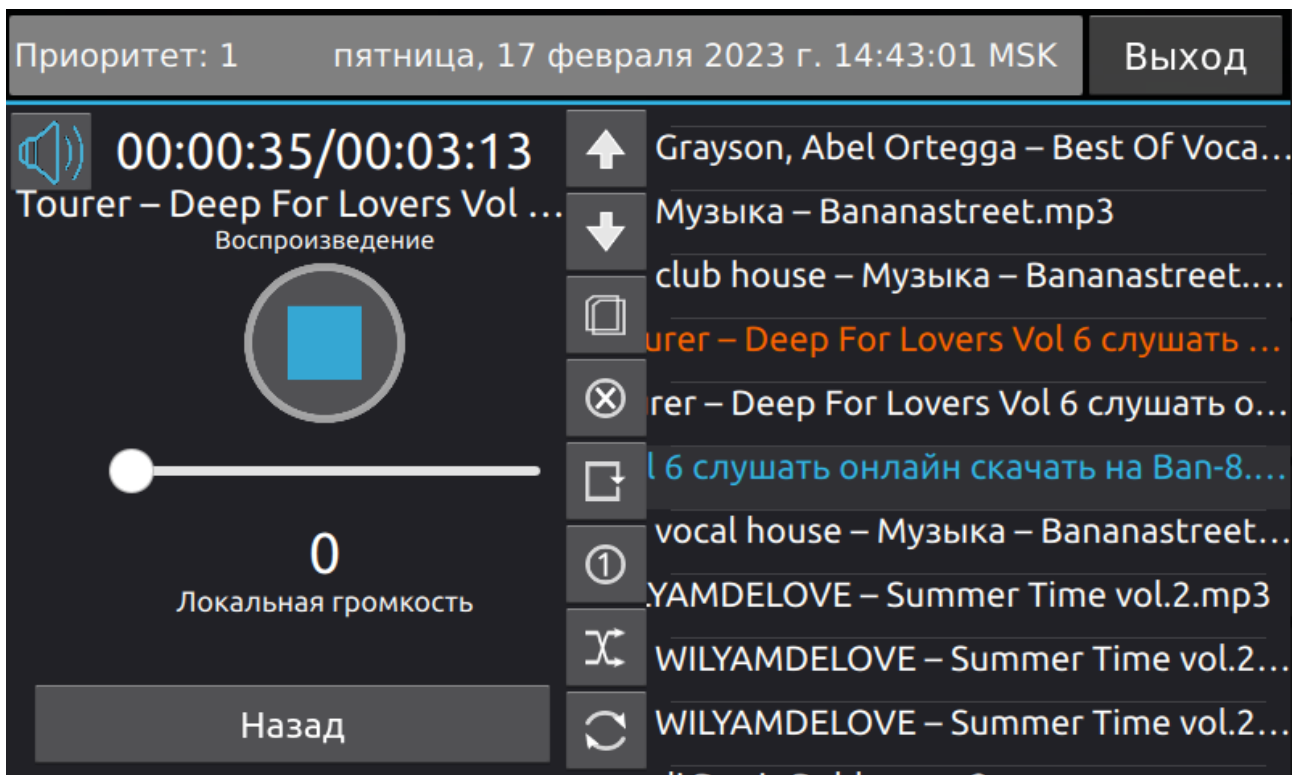 Приоритет: 1 пятница, 17 февраля 2023 г. 14:43:01 MSK Выход
00:00:35/00:03:13
Tourer – Deep For Lovers Vol ...
Воспроизведение
0
Локальная громкость
Назад
1
Grayson, Abel Ortegga – Best Of Voca...
Музыка – Bananastreet.mp3
club house – Музыка – Bananastreet....
urer – Deep For Lovers Vol 6 слушать ...
rer – Deep For Lovers Vol 6 слушать о...
l 6 слушать онлайн скачать на Ban-8....
vocal house – Музыка – Bananastreet...
YAMDELOVE – Summer Time vol.2.mp3
WILYAMDELOVE – Summer Time vol.2...
WILYAMDELOVE – Summer Time vol.2...